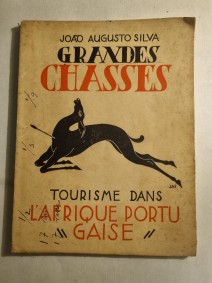 JOÃO AUGUSTO SILVA
GRANDES
CHASSES
TOURISME DANS
L'AFRIQUE PORTU
GAISE